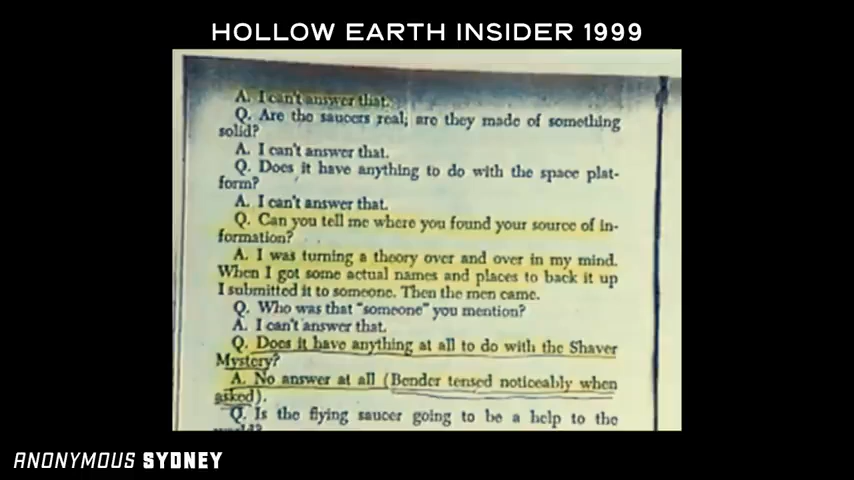 HOLLOW EARTH INSIDER 1999
A. I can't answer that.
Q. Are the saucers real; are they made of something
solid?
A. I can't answer that.
Q. Does it have anything to do with the space plat-
form?
A. I can't answer that.
Q. Can you tell me where you found your source of in-
formation?
A. I was turning a theory over and over in my mind.
When I got some actual names and places to back it up
I submitted it to someone. Then the men came.
Q. Who was that "someone" you mention?
A. I can't answer that.
Q. Does it have anything at all to do with the Shaver
Mystery?
A. No answer at all (Bender tensed noticeably when
asked).
Q. Is the flying saucer going to be a help to the
ANONYMOUS SYDNEY